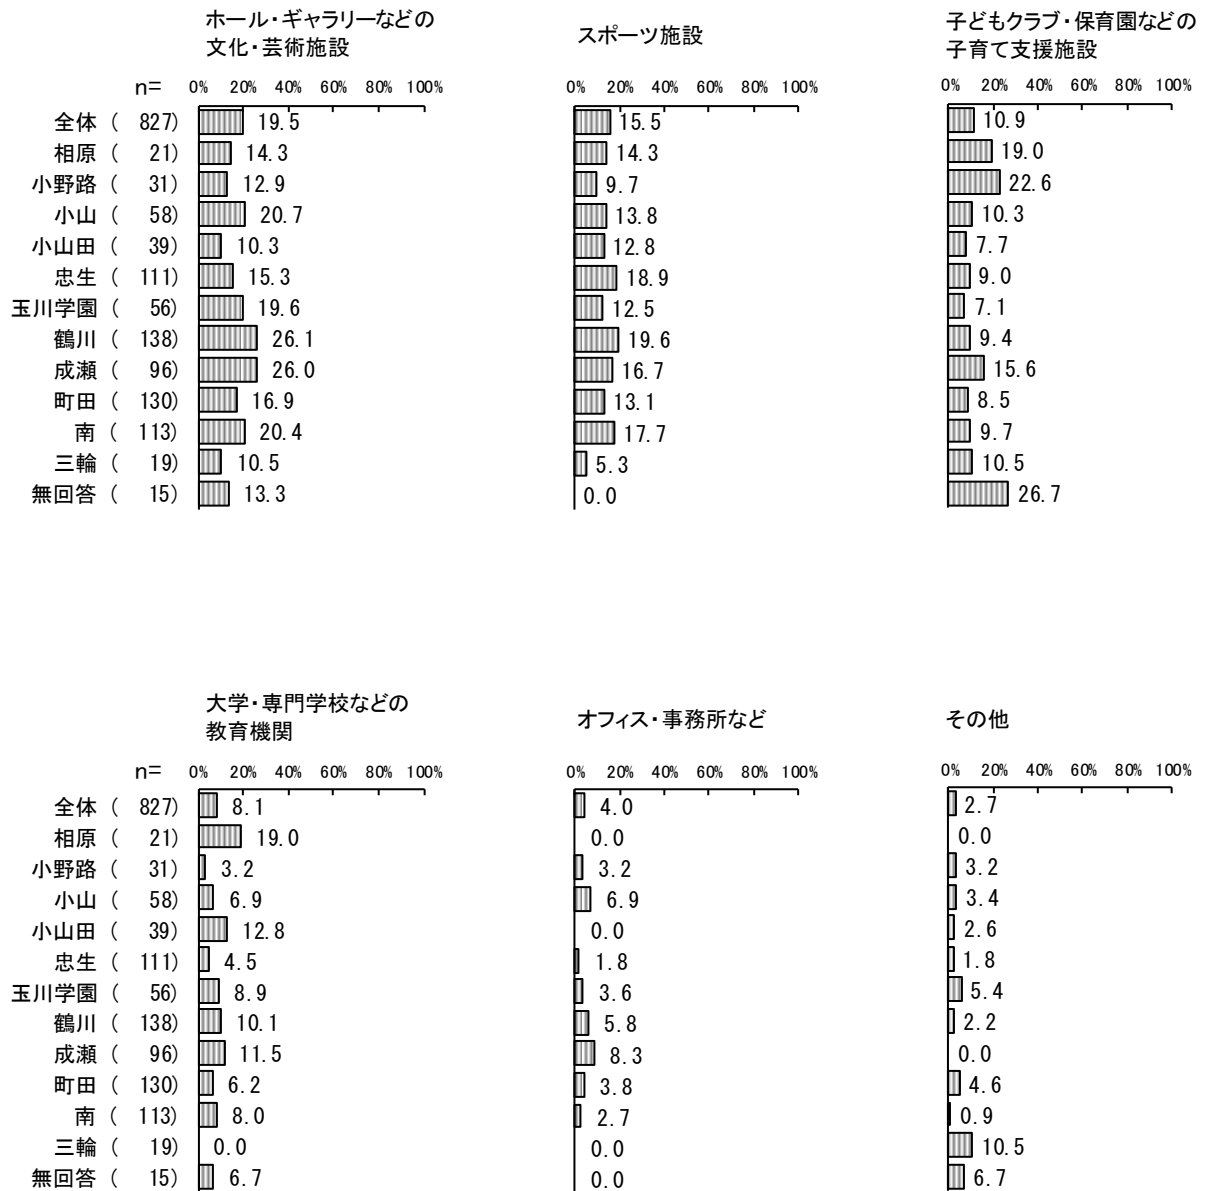 ホール・ギャラリーなどの
文化・芸術施設
スポーツ施設
子どもクラブ・保育園などの
子育て支援施設
n= 0% 20% 40% 60% 80% 100% 0% 20% 40% 60% 80% 100% 0% 20% 40% 60% 80% 100%
全体 ( 827) 19.5 15.5 10.9
相原 ( 21) 14.3 14.3 19.0
小野路 ( 31) 12.9 9.7 22.6
小山 ( 58) 20.7 13.8 10.3
小山田 ( 39) 10.3 12.8 7.7
忠生 ( 111) 15.3 18.9 9.0
玉川学園 ( 56) 19.6 12.5 7.1
鶴川 ( 138) 26.1 19.6 9.4
成瀬 ( 96) 26.0 16.7 15.6
町田 ( 130) 16.9 13.1 8.5
南 ( 113) 20.4 17.7 9.7
三輪 ( 19) 10.5 5.3 10.5
無回答 ( 15) 13.3 0.0 26.7
大学・専門学校などの
教育機関
オフィス・事務所など
その他
n= 0% 20% 40% 60% 80% 100% 0% 20% 40% 60% 80% 100% 0% 20% 40% 60% 80% 100%
全体 ( 827) 8.1 4.0 2.7
相原 ( 21) 19.0 0.0 0.0
小野路 ( 31) 3.2 3.2 3.2
小山 ( 58) 6.9 6.9 3.4
小山田 ( 39) 12.8 0.0 2.6
忠生 ( 111) 4.5 1.8 1.8
玉川学園 ( 56) 8.9 3.6 5.4
鶴川 ( 138) 10.1 5.8 2.2
成瀬 ( 96) 11.5 8.3 0.0
町田 ( 130) 6.2 3.8 4.6
南 ( 113) 8.0 2.7 0.9
三輪 ( 19) 0.0 0.0 10.5
無回答 ( 15) 6.7 0.0 6.7